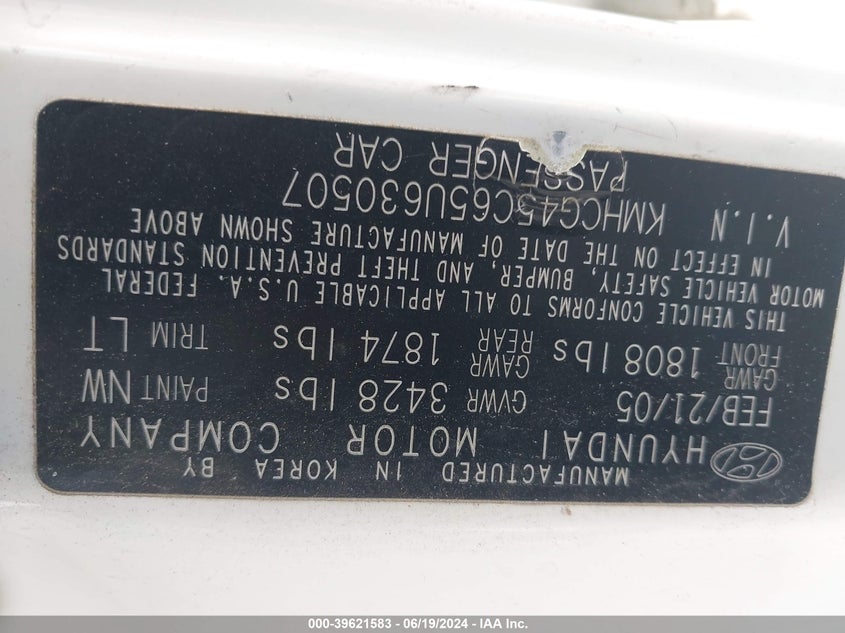 MANUFACTURED IN KOREA BY
HYUNDAI MOTOR COMPANY
FEB/21/05 GVWR 3428 lbs PAINT NW
GAWR FRONT 1808 lbs GAWR REAR 1874 lbs TRIM LT
THIS VEHICLE CONFORMS TO ALL APPLICABLE U.S.A. FEDERAL
MOTOR VEHICLE SAFETY, BUMPER, AND THEFT PREVENTION STANDARDS
IN EFFECT ON THE DATE OF MANUFACTURE SHOWN ABOVE
V.I.N KMHCG45C65U630507
PASSENGER CAR
000-39621583 - 06/19/2024 - IAA Inc.